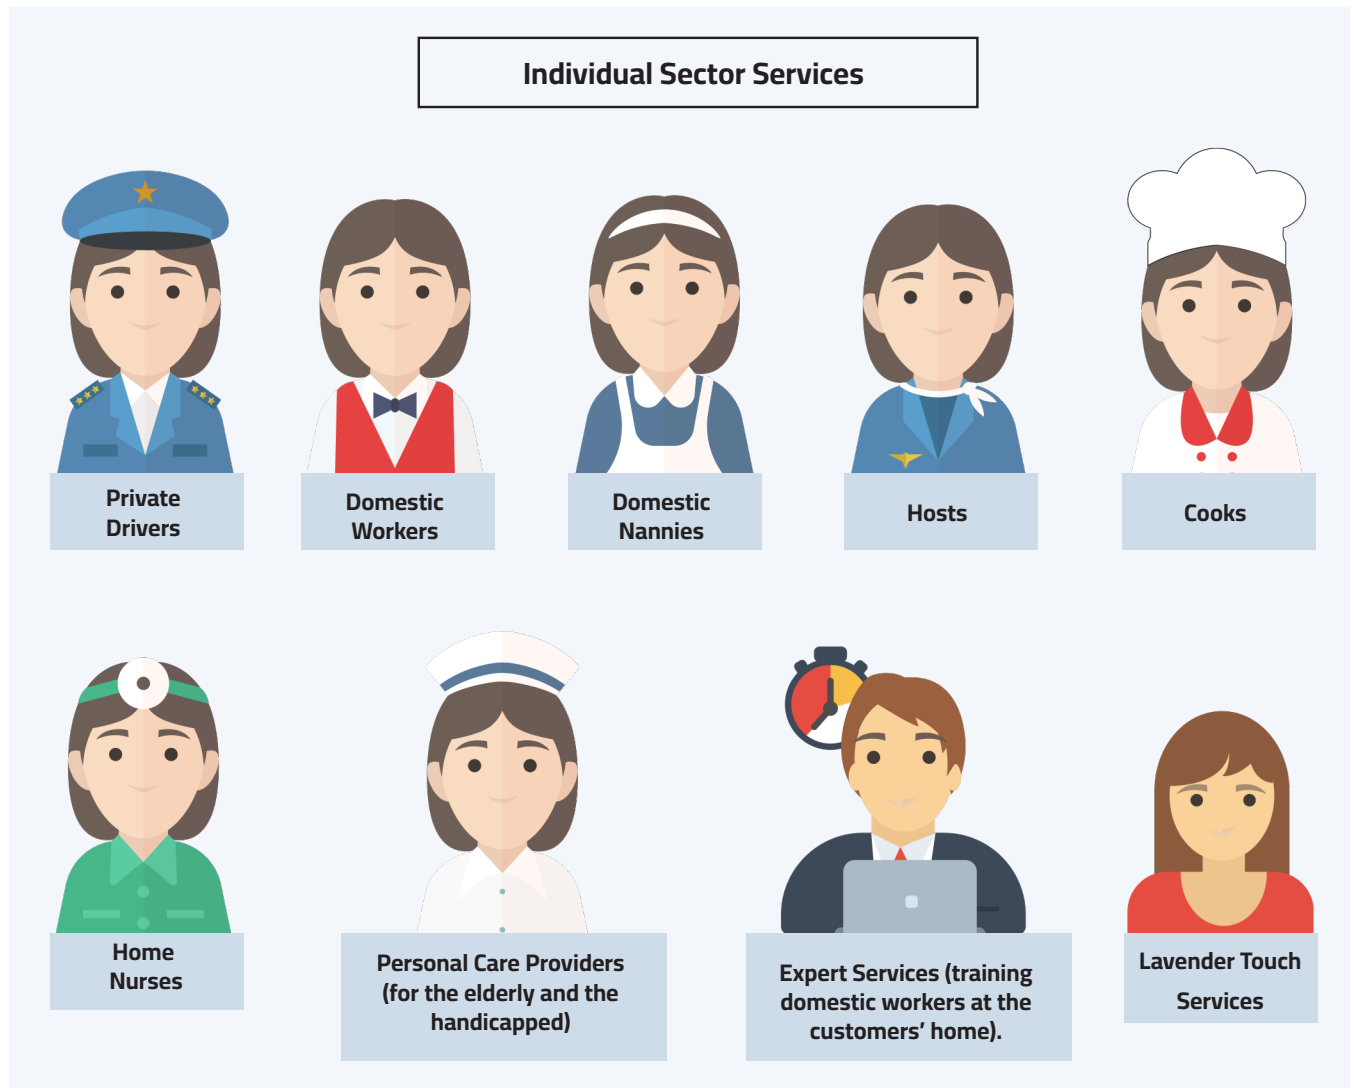 Individual Sector Services
Private
Drivers
Domestic
Workers
Domestic
Nannies
Hosts
Cooks
Home
Nurses
Personal Care Providers
(for the elderly and the
handicapped)
Expert Services (training
domestic workers at the
customers’ home).
Lavender Touch
Services